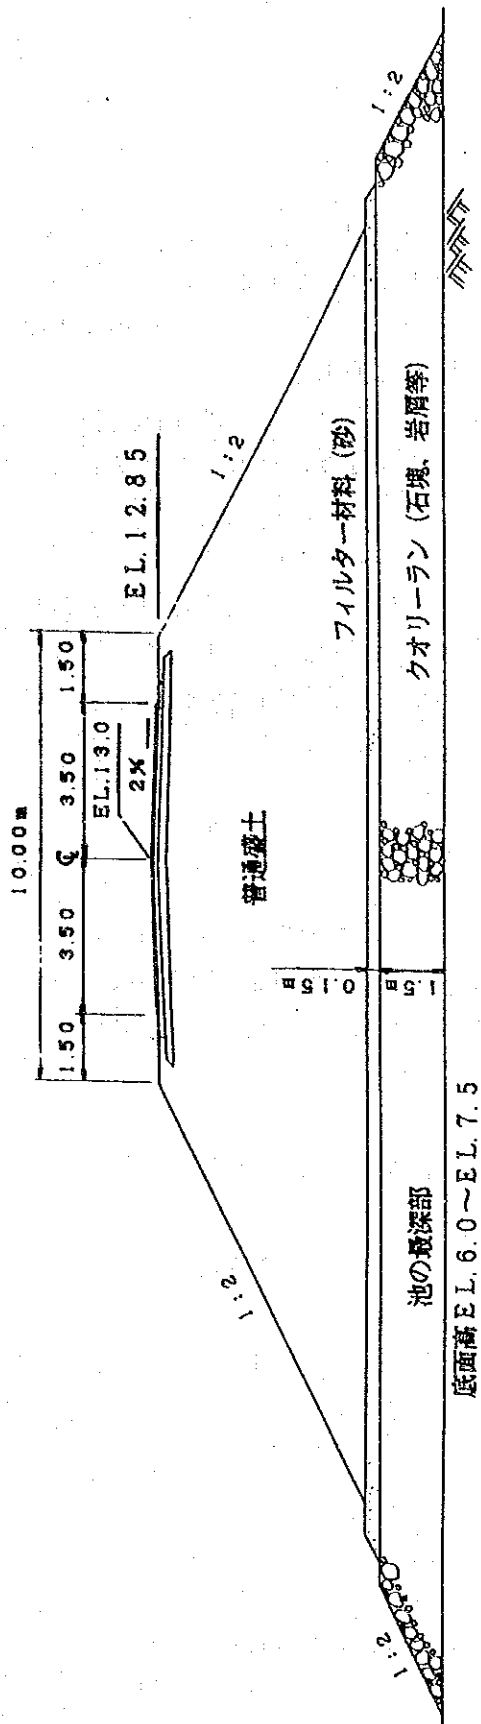 10.00m
1.50
3.50
℄
3.50
1.50
EL.13.0
2%
EL.12.85
1:2
1:2
普通盛土
フィルター材料 (砂)
0.15m
1.5m
クオリーラン (石塊、岩屑等)
池の最深部
1:2
1:2
底面高EL.6.0～EL.7.5